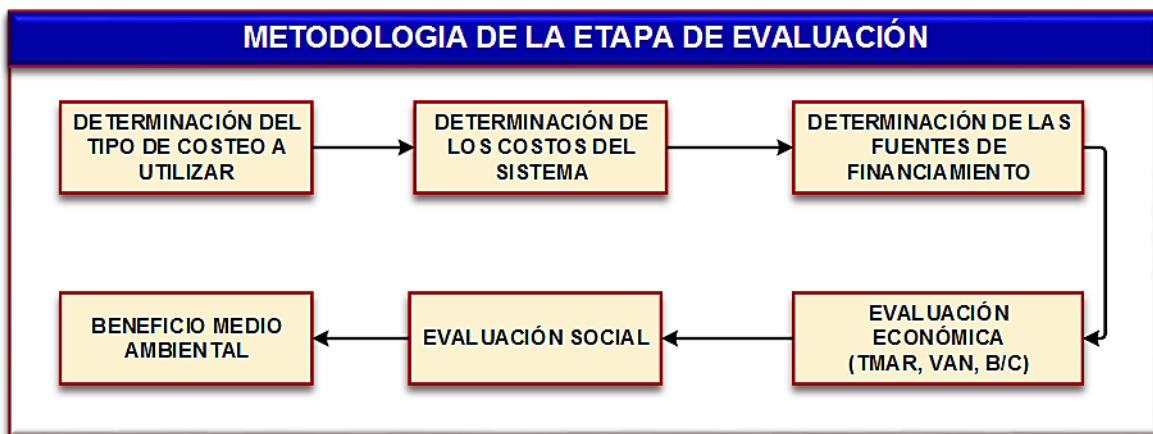 METODOLOGIA DE LA ETAPA DE EVALUACIÓN
DETERMINACIÓN DEL
TIPO DE COSTEO A
UTILIZAR
DETERMINACIÓN DE
LOS COSTOS DEL
SISTEMA
DETERMINACIÓN DE LAS
FUENTES DE
FINANCIAMIENTO
EVALUACIÓN
ECONÓMICA
(TMAR, VAN, B/C)
EVALUACIÓN SOCIAL
BENEFICIO MEDIO
AMBIENTAL